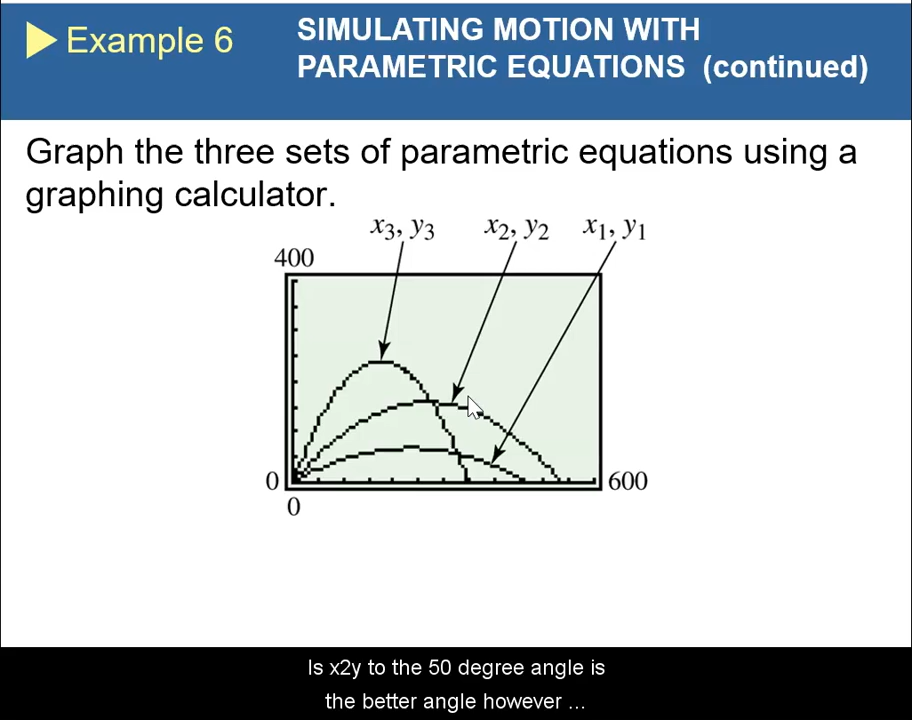 Example 6
SIMULATING MOTION WITH
PARAMETRIC EQUATIONS (continued)
Graph the three sets of parametric equations using a
graphing calculator.
x₃, y₃ x₂, y₂ x₁, y₁
400
0 600
0
Is x2y to the 50 degree angle is
the better angle however ...